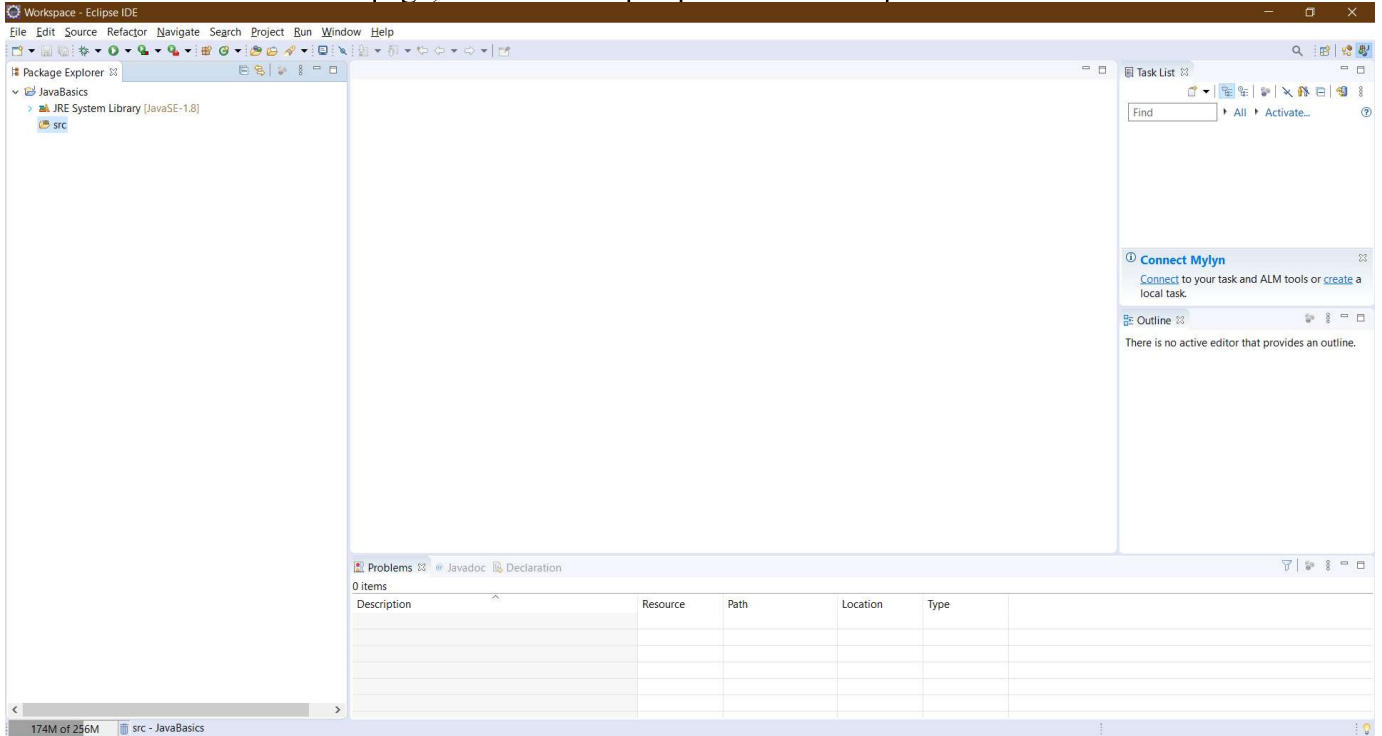 Workspace - Eclipse IDE
File Edit Source Refactor Navigate Search Project Run Window Help
Package Explorer
JavaBasics
JRE System Library [JavaSE-1.8]
src
Task List
Find All Activate...
Connect Mylyn
Connect to your task and ALM tools or create a
local task.
Outline
There is no active editor that provides an outline.
Problems @ Javadoc Declaration
0 items
Description Resource Path Location Type
174M of 256M src - JavaBasics